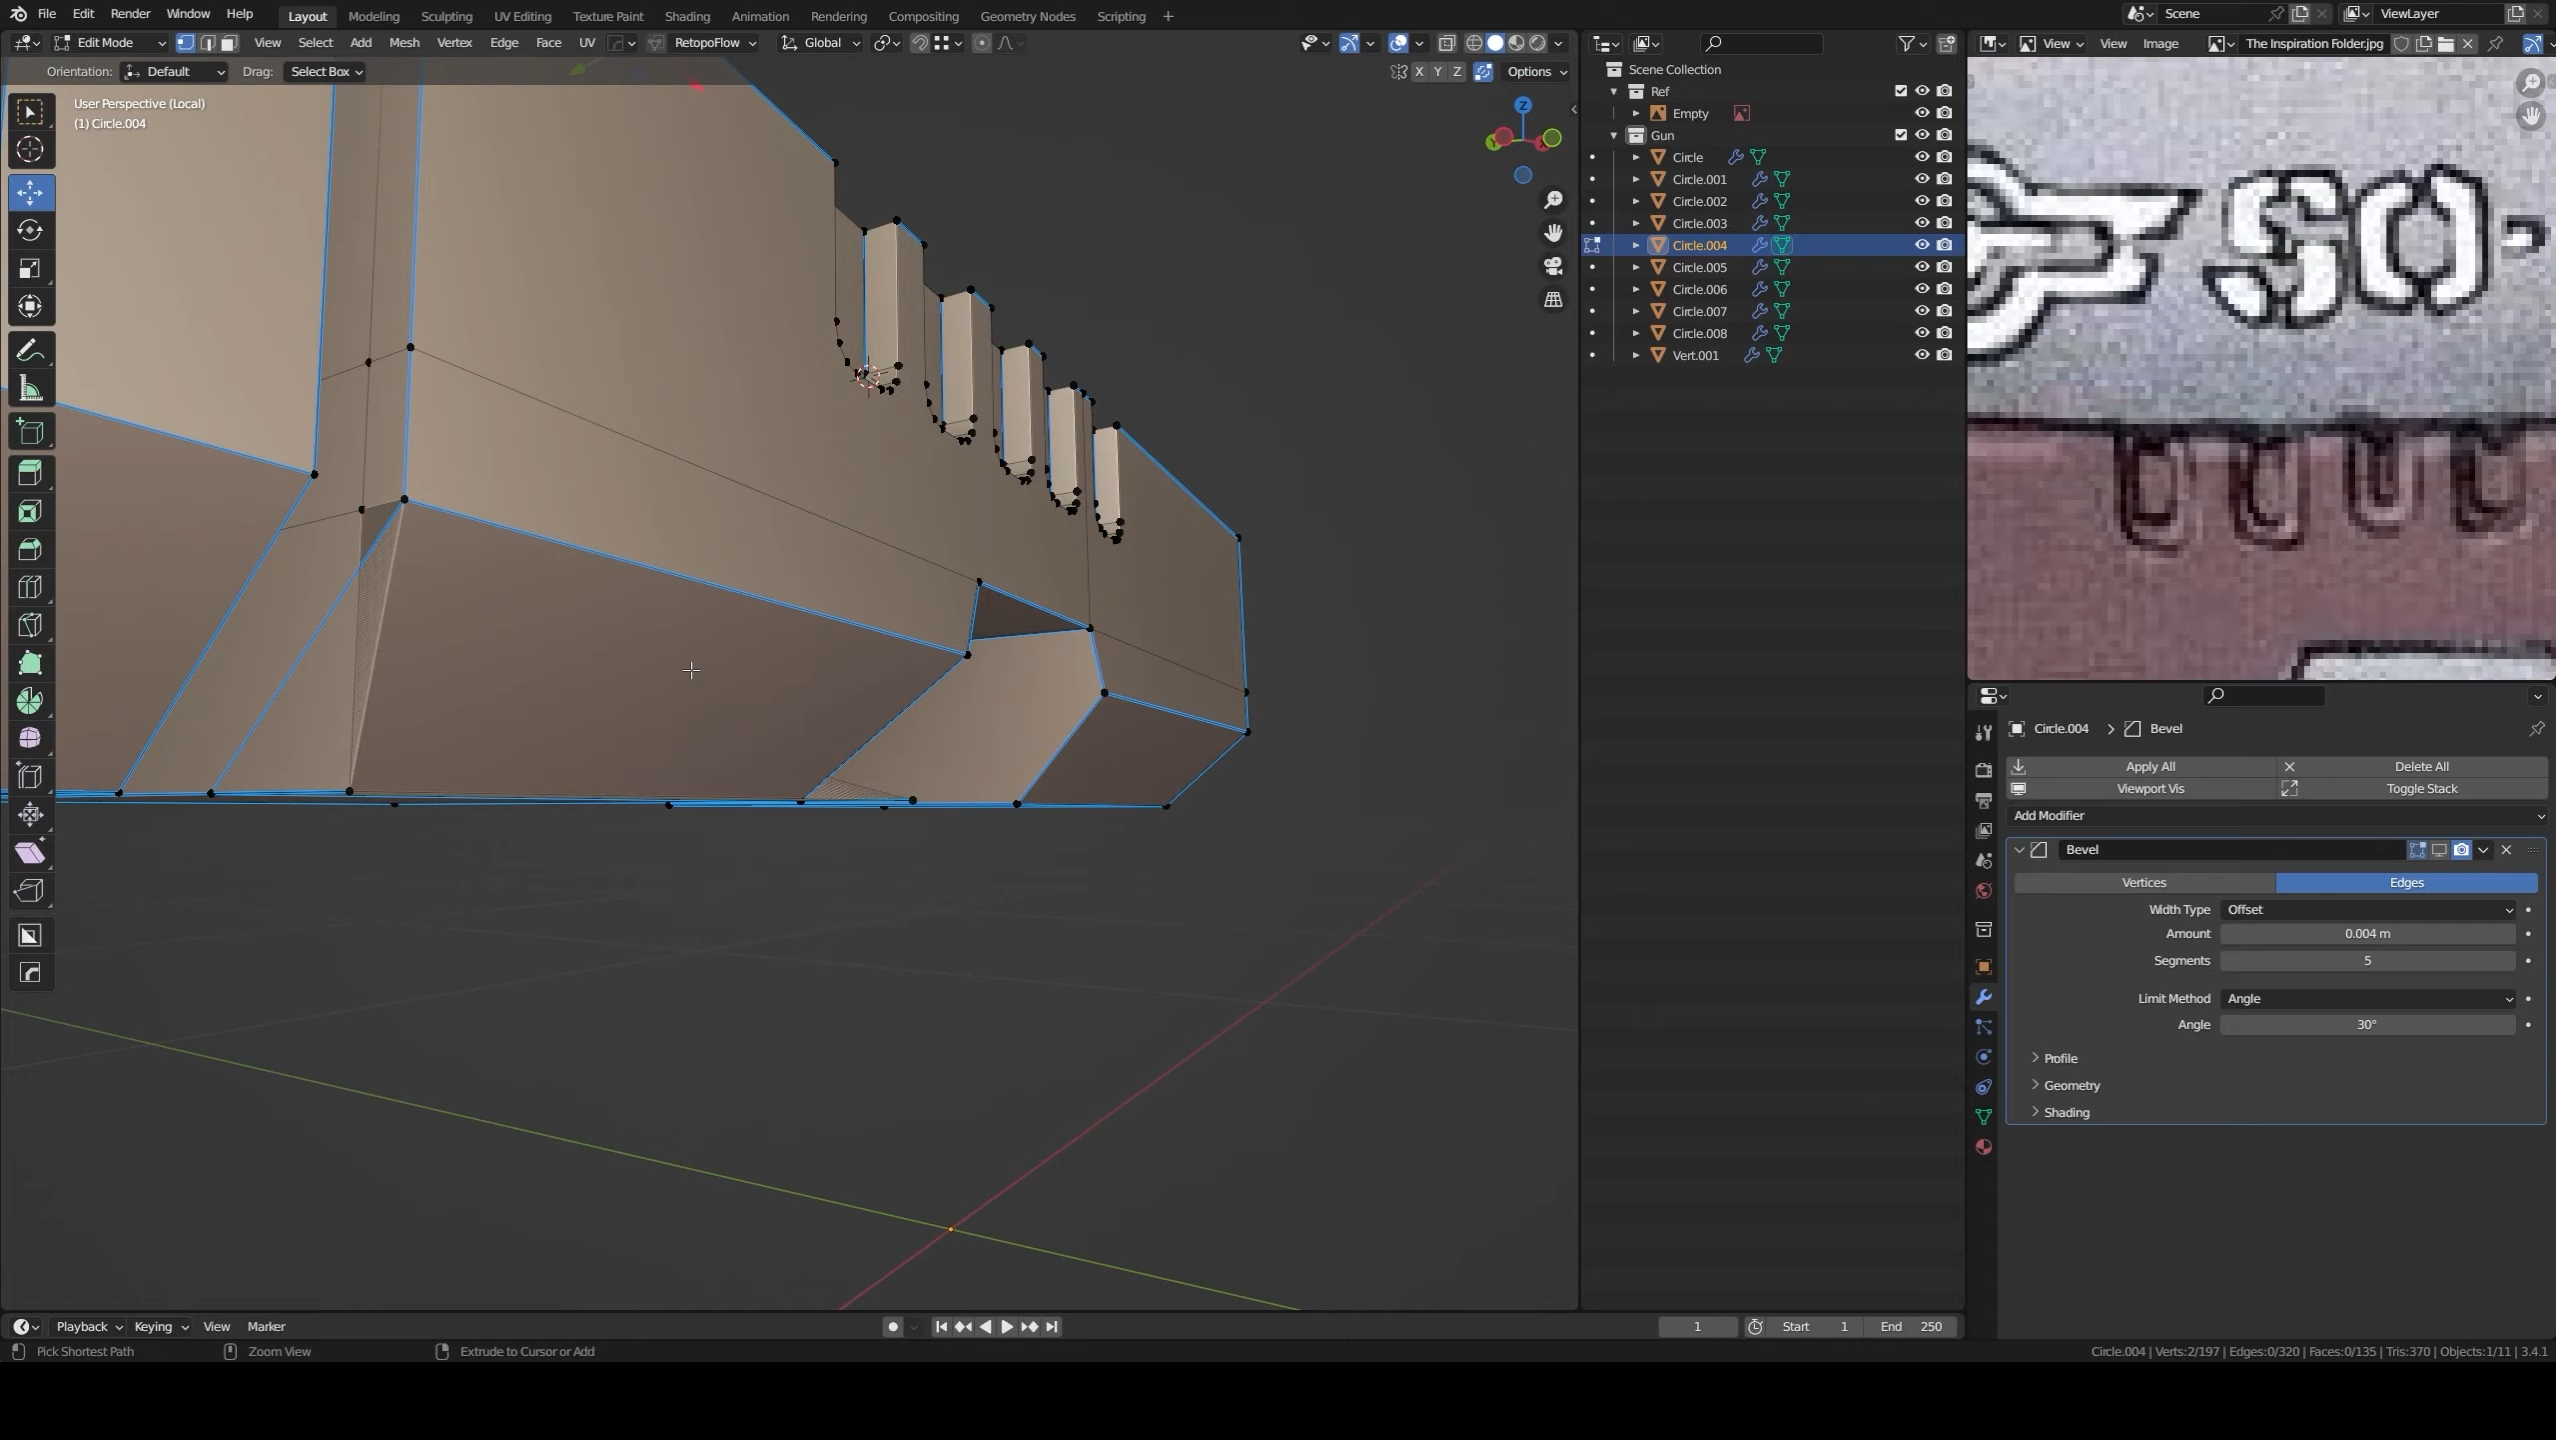 File Edit Render Window Help Layout Modeling Sculpting UV Editing Texture Paint Shading Animation Rendering Compositing Geometry Nodes Scripting + Scene ViewLayer
Edit Mode View Select Add Mesh Vertex Edge Face UV RetopoFlow Global View View Image The Inspiration Folder.jpg
Orientation: Default Drag: Select Box X Y Z Options
User Perspective (Local)
(1) Circle.004
Z
Y
X
Scene Collection
Ref
Empty
Gun
Circle
Circle.001
Circle.002
Circle.003
Circle.004
Circle.005
Circle.006
Circle.007
Circle.008
Vert.001
SO
Circle.004 > Bevel
Apply All Delete All
Viewport Vis Toggle Stack
Add Modifier
Bevel
Vertices Edges
Width Type Offset
Amount 0.004 m
Segments 5
Limit Method Angle
Angle 30°
Profile
Geometry
Shading
Playback Keying View Marker 1 Start 1 End 250
Pick Shortest Path Zoom View Extrude to Cursor or Add Circle.004 | Verts:2/197 | Edges:0/320 | Faces:0/135 | Tris:370 | Objects:1/11 | 3.4.1